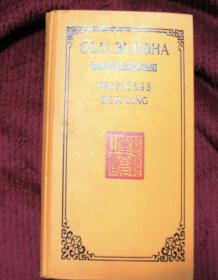 OLD BUDDHA
PRINCESS
DER LING